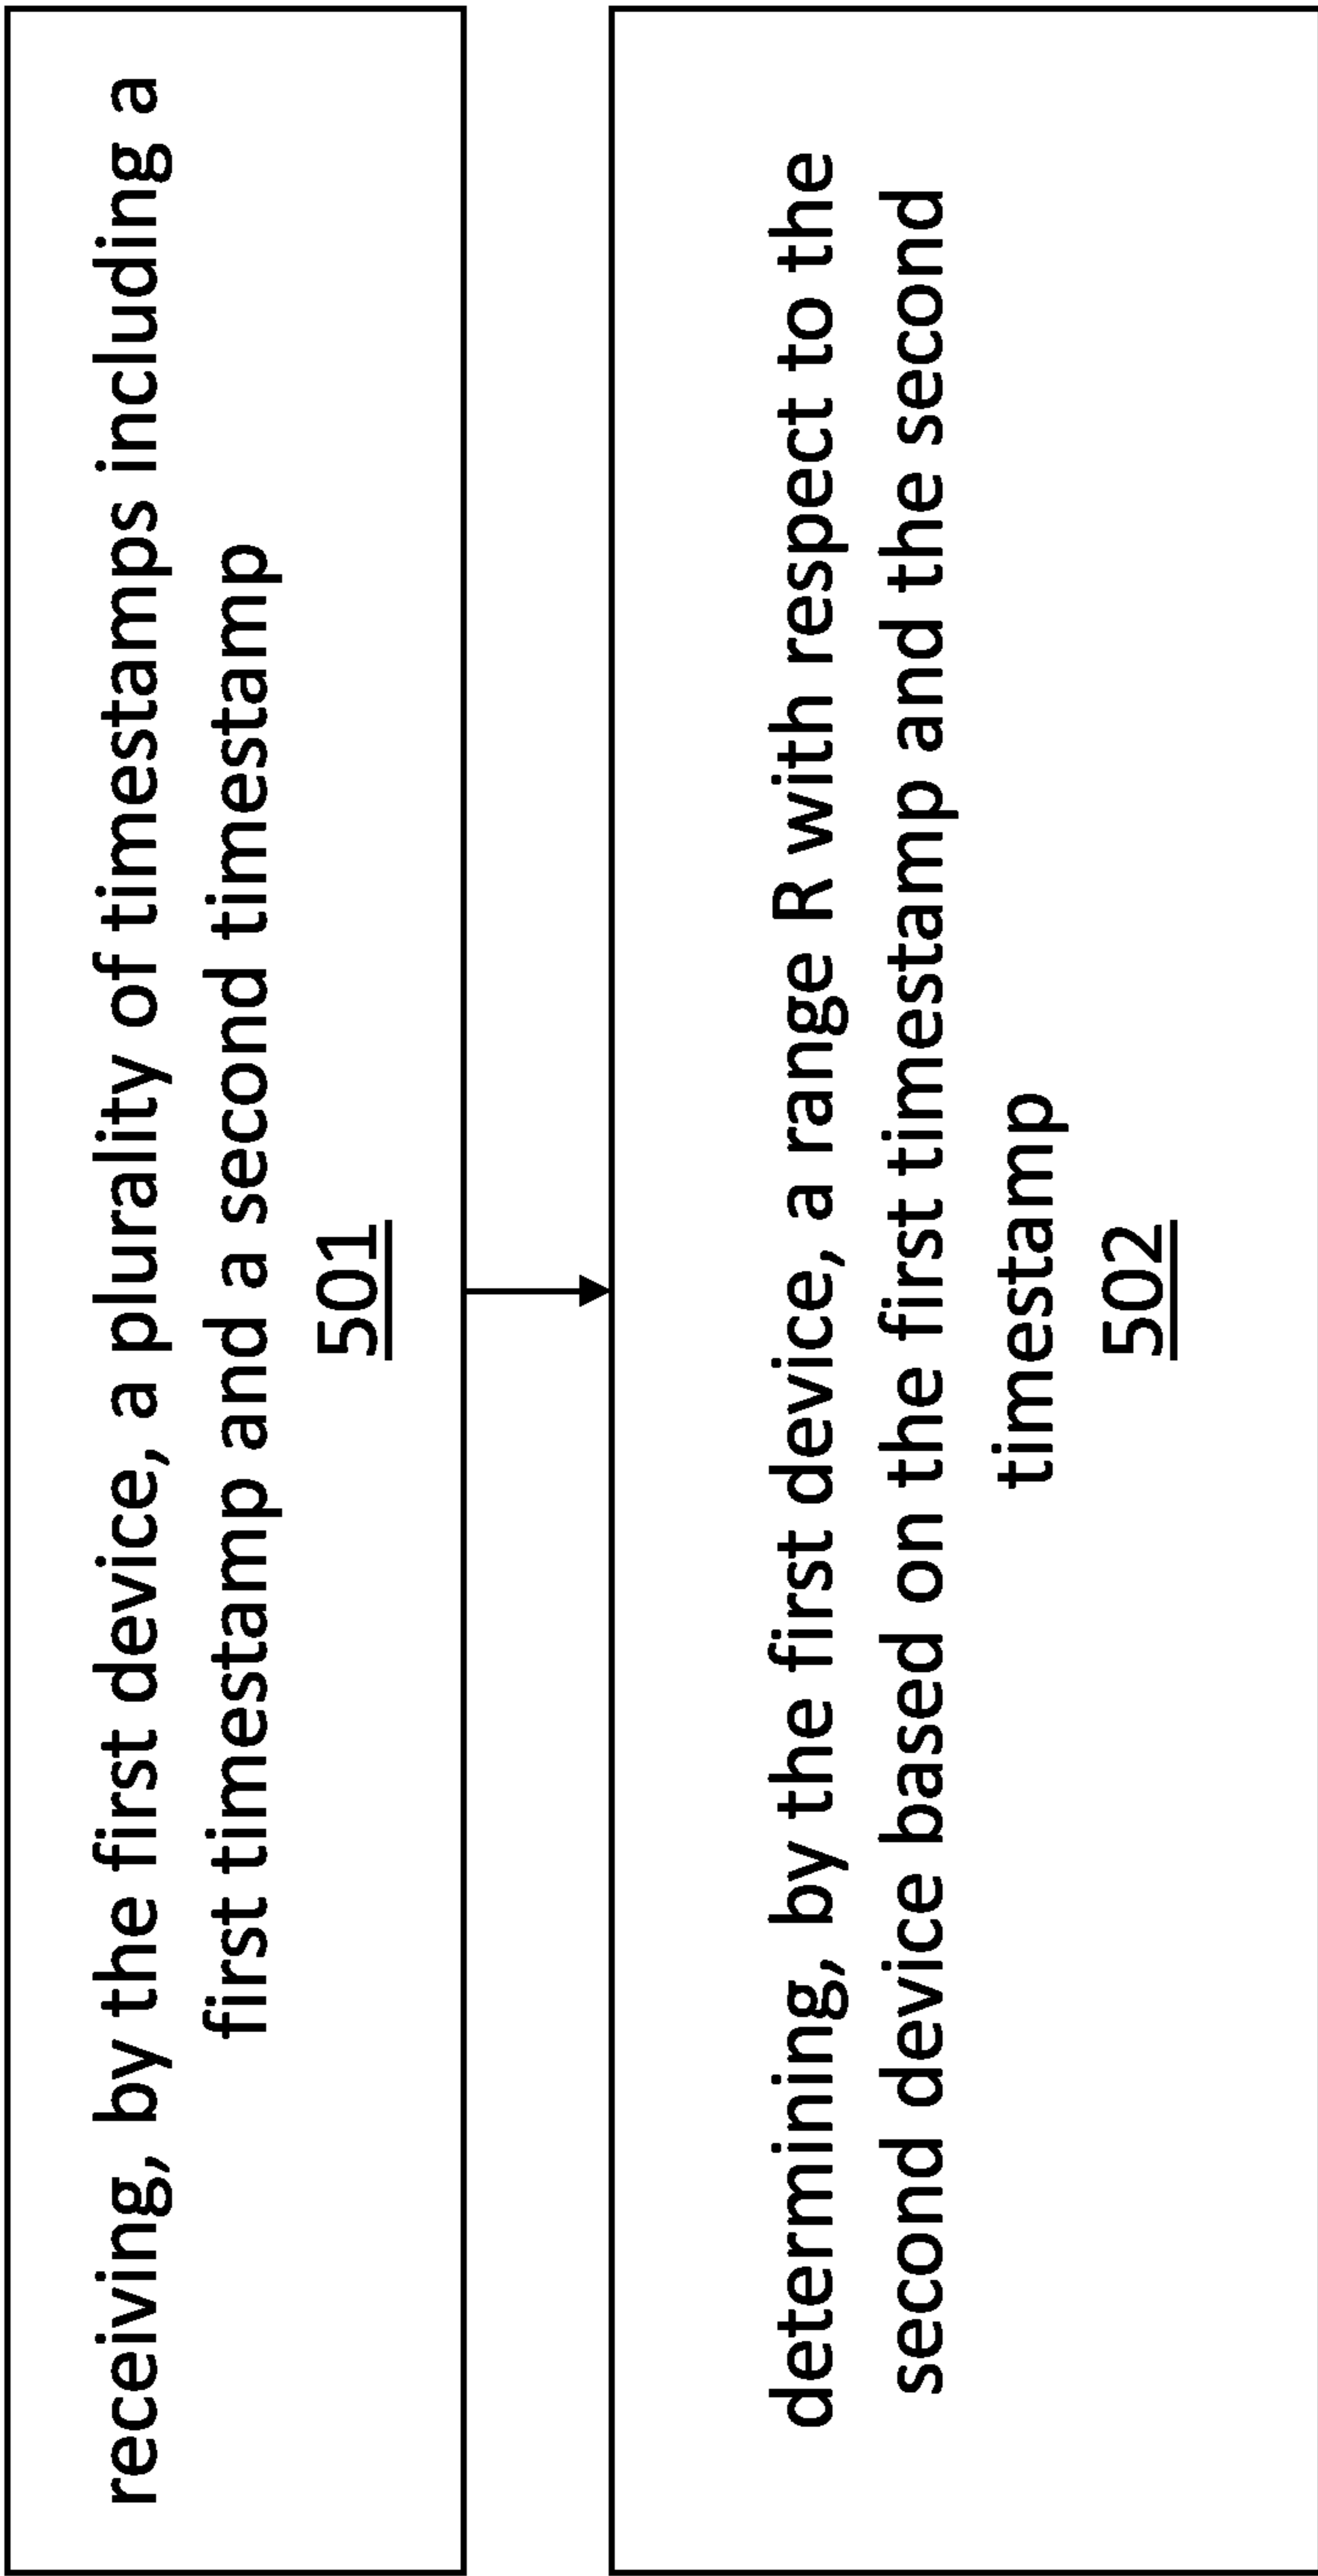 receiving, by the first device, a plurality of timestamps including a
first timestamp and a second timestamp
501
determining, by the first device, a range R with respect to the
second device based on the first timestamp and the second
timestamp
502